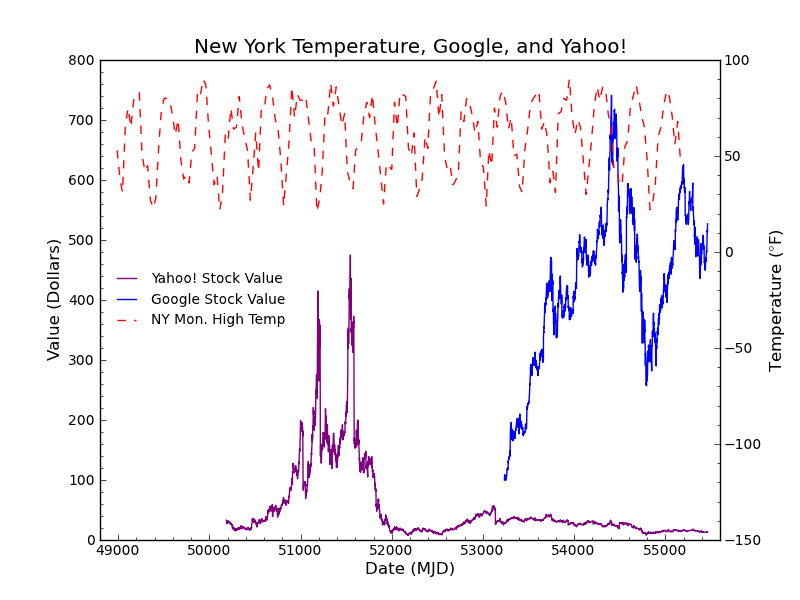 New York Temperature, Google, and Yahoo!
800
700
600
500
400
300
200
100
0
Value (Dollars)
Yahoo! Stock Value
Google Stock Value
NY Mon. High Temp
100
50
0
−50
−100
−150
Temperature (°F)
49000 50000 51000 52000 53000 54000 55000
Date (MJD)